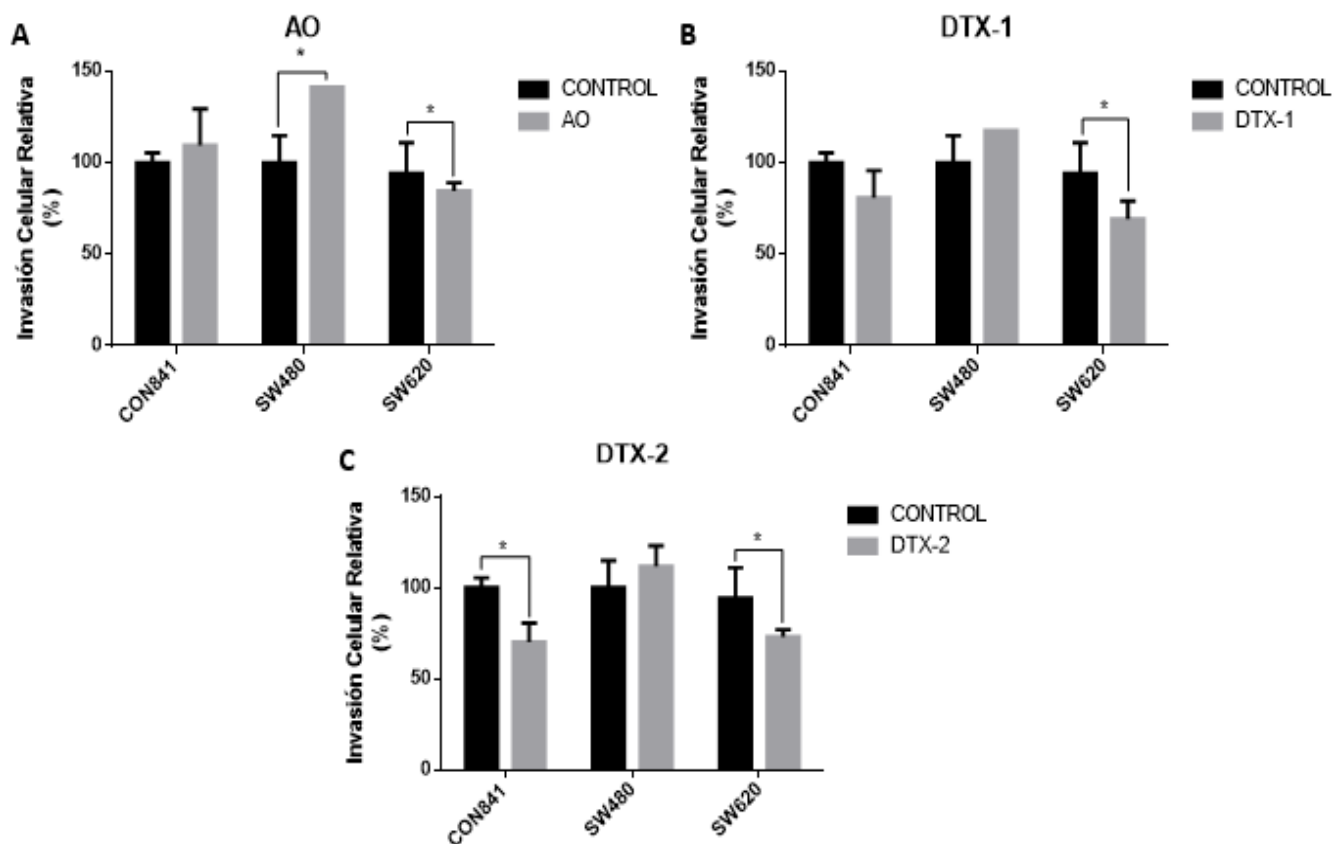 A
AO
Invasión Celular Relativa
(%)
150
100
50
0
*
*
CONTROL
AO
CON841
SW480
SW620
B
DTX-1
Invasión Celular Relativa
(%)
150
100
50
0
*
CONTROL
DTX-1
CON841
SW480
SW620
C
DTX-2
Invasión Celular Relativa
(%)
150
100
50
0
*
*
CONTROL
DTX-2
CON841
SW480
SW620